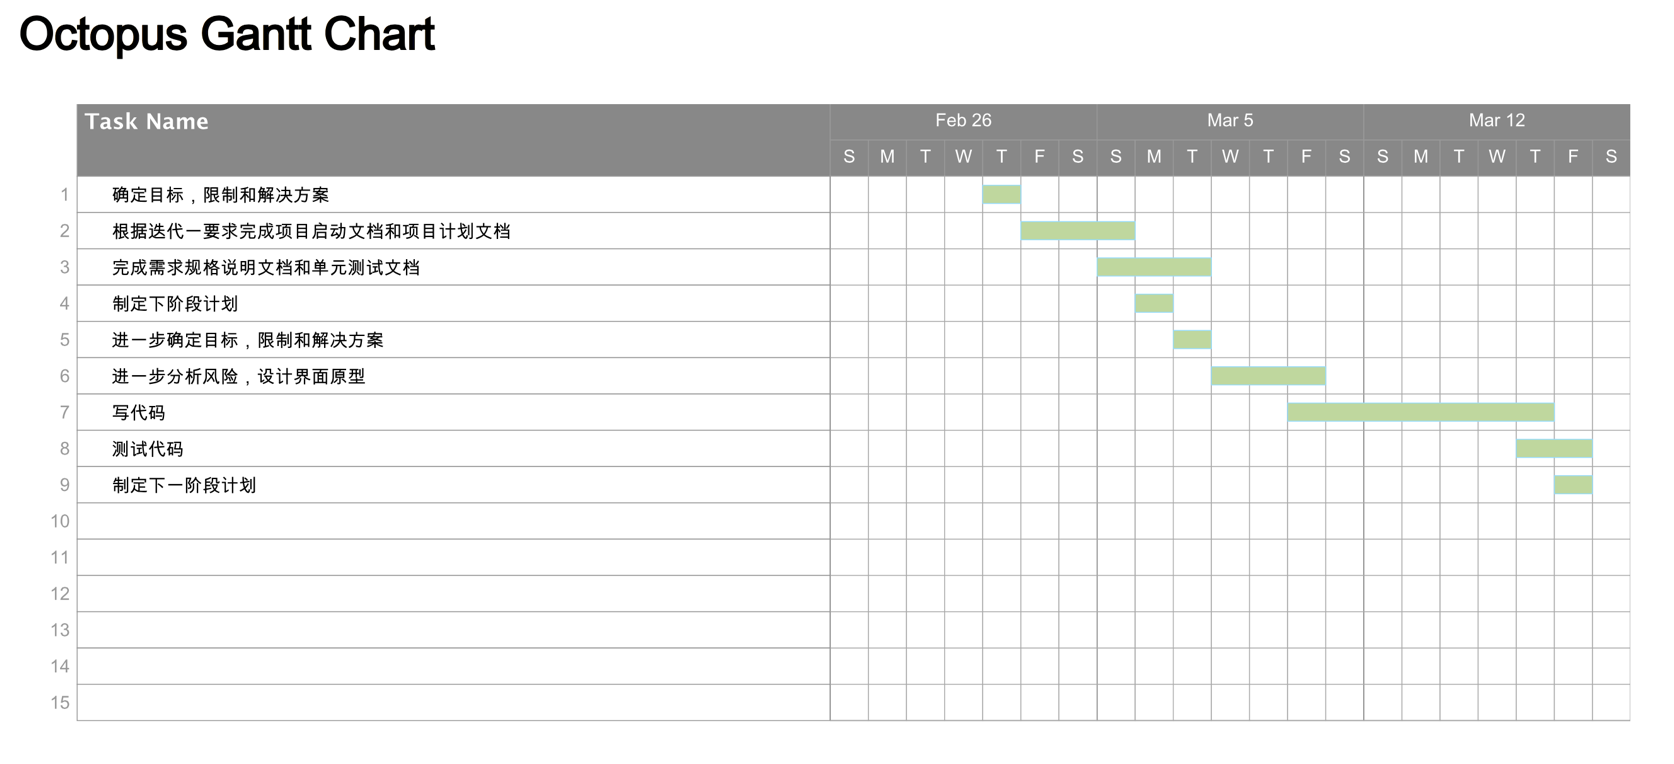 Octopus Gantt Chart
Task Name Feb 26 Mar 5 Mar 12
S M T W T F S S M T W T F S S M T W T F S
1 确定目标，限制和解决方案
2 根据迭代一要求完成项目启动文档和项目计划文档
3 完成需求规格说明文档和单元测试文档
4 制定下阶段计划
5 进一步确定目标，限制和解决方案
6 进一步分析风险，设计界面原型
7 写代码
8 测试代码
9 制定下一阶段计划
10
11
12
13
14
15